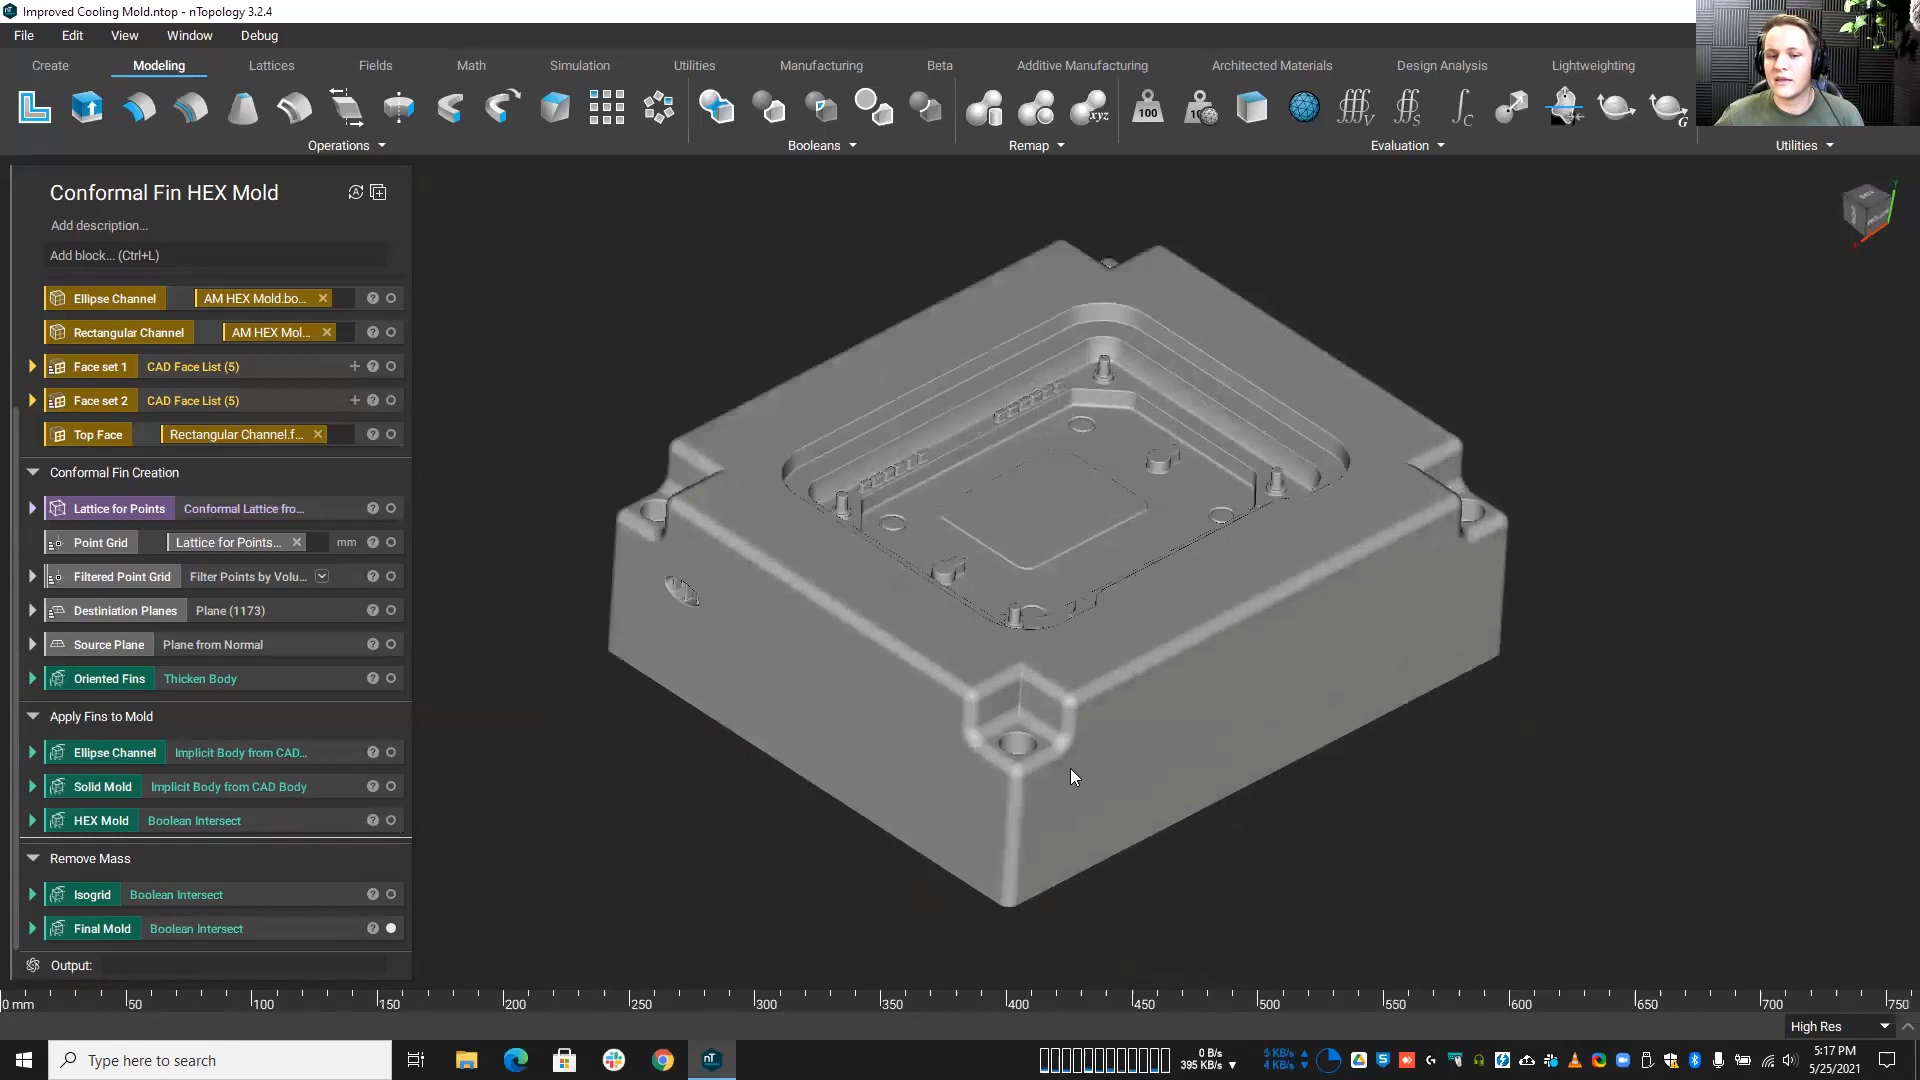 Improved Cooling Mold.ntop - nTopology 3.2.4
File Edit View Window Debug
Create Modeling Lattices Fields Math Simulation Utilities Manufacturing Beta Additive Manufacturing Architected Materials Design Analysis Lightweighting
Operations Booleans Remap Evaluation Utilities
Conformal Fin HEX Mold
Add description...
Add block... (Ctrl+L)
Ellipse Channel AM HEX Mold.bo...
Rectangular Channel AM HEX Mol...
Face set 1 CAD Face List (5)
Face set 2 CAD Face List (5)
Top Face Rectangular Channel.f...
Conformal Fin Creation
Lattice for Points Conformal Lattice fro...
Point Grid Lattice for Points... mm
Filtered Point Grid Filter Points by Volu...
Destiniation Planes Plane (1173)
Source Plane Plane from Normal
Oriented Fins Thicken Body
Apply Fins to Mold
Ellipse Channel Implicit Body from CAD...
Solid Mold Implicit Body from CAD Body
HEX Mold Boolean Intersect
Remove Mass
Isogrid Boolean Intersect
Final Mold Boolean Intersect
Output:
0 mm 50 100 150 200 250 300 350 400 450 500 550 600 650 700 750
High Res
Type here to search
0 B/s
395 KB/s
5 KB/s
4 KB/s
5:17 PM
5/25/2021